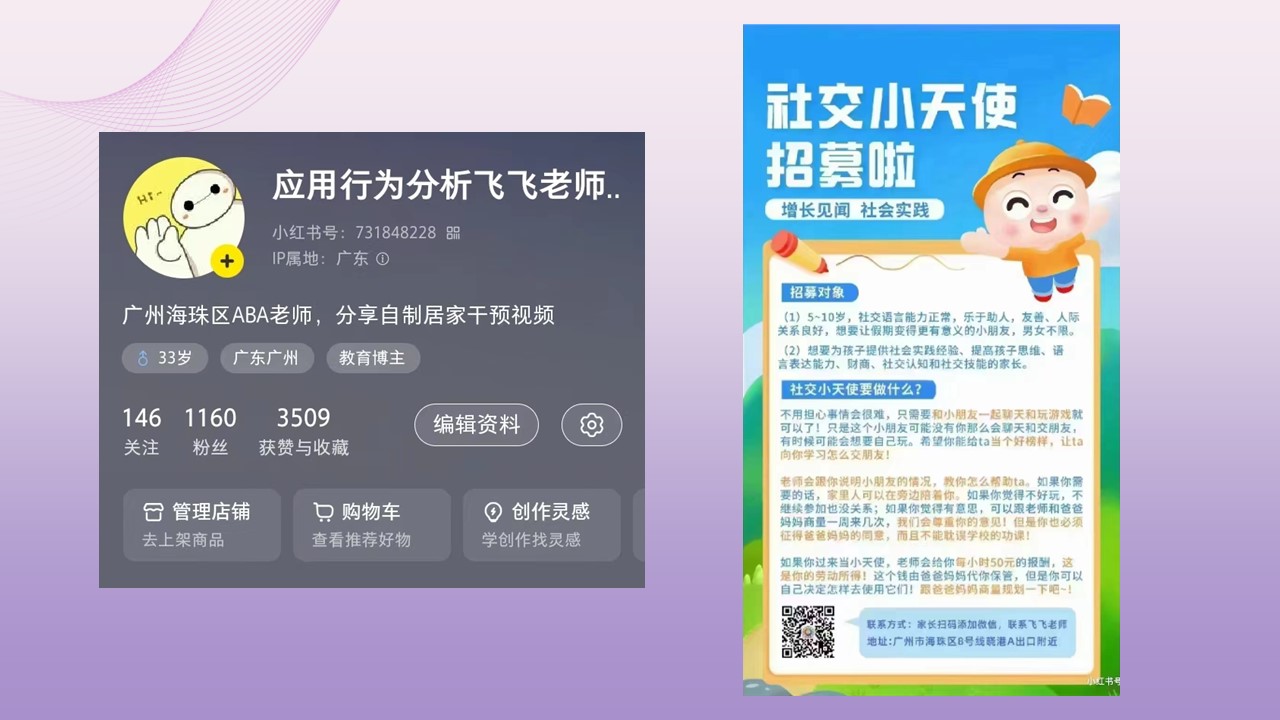 应用行为分析飞飞老师..
小红书号：731848228
IP属地：广东
广州海珠区ABA老师，分享自制居家干预视频
33岁
广东广州
教育博主
146
1160
3509
关注
粉丝
获赞与收藏
编辑资料
管理店铺
去上架商品
购物车
查看推荐好物
创作灵感
学创作找灵感
社交小天使
招募啦
增长见闻 社会实践
招募对象
（1）5~10岁，社交语言能力正常，乐于助人，友善、人际
关系良好，想要让假期变得更有意义的小朋友，男女不限。
（2）想要为孩子提供社会实践经验、提高孩子思维、语
言表达能力、财商、社交认知和社交技能的家长。
社交小天使要做什么？
不用担心事情会很难，只需要和小朋友一起聊天和玩游戏就
可以了！只是这个小朋友可能没有你那么会聊天和交朋友，
有时候可能会想要自己玩。希望你能给ta当个好榜样，让ta
向你学习怎么交朋友！
老师会跟你说明小朋友的情况，教你怎么帮助ta。如果你需
要的话，家里人可以在旁边陪着你。如果你觉得不好玩，不
继续参加也没关系；如果你觉得有意思，可以跟老师和爸爸
妈妈商量一周来几次，我们会尊重你的意见！但是你也必须
征得爸爸妈妈的同意，而且不能耽误学校的功课！
如果你过来当小天使，老师会给你每小时50元的报酬，这
是你的劳动所得！这个钱由爸爸妈妈代你保管，但是你可以
自己决定怎样去使用它们！跟爸爸妈妈商量规划一下吧~！
联系方式：家长扫码添加微信，联系飞飞老师
地址:广州市海珠区8号线晓港A出口附近
小红书号